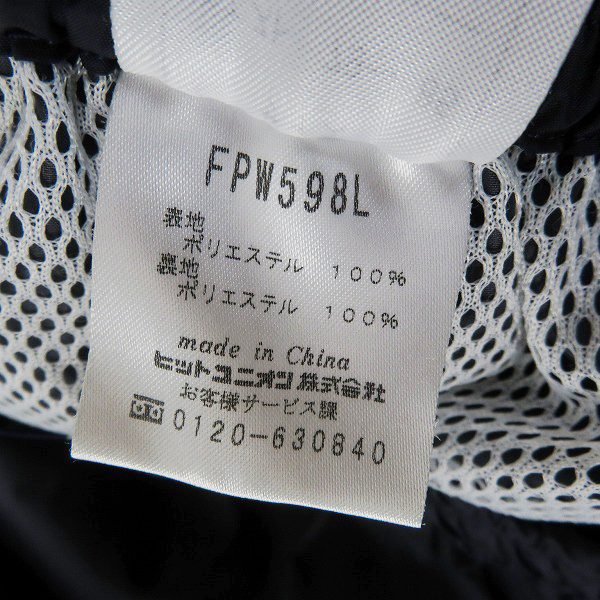 FPW598L
表地
ポリエステル 100%
裏地
ポリエステル 100%
made in China
ヒットユニオン株式会社
お客様サービス課
0120-630840